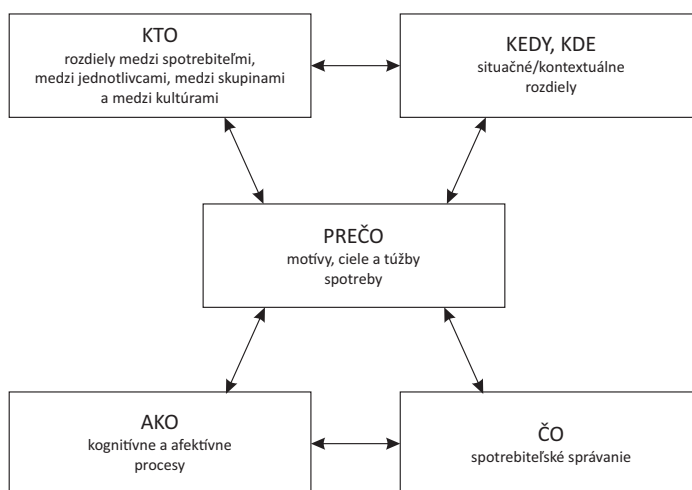 KTO
rozdiely medzi spotrebiteľmi,
medzi jednotlivcami, medzi skupinami
a medzi kultúrami
KEDY, KDE
situačné/kontextuálne
rozdiely
PREČO
motívy, ciele a túžby
spotreby
AKO
kognitívne a afektívne
procesy
ČO
spotrebiteľské správanie